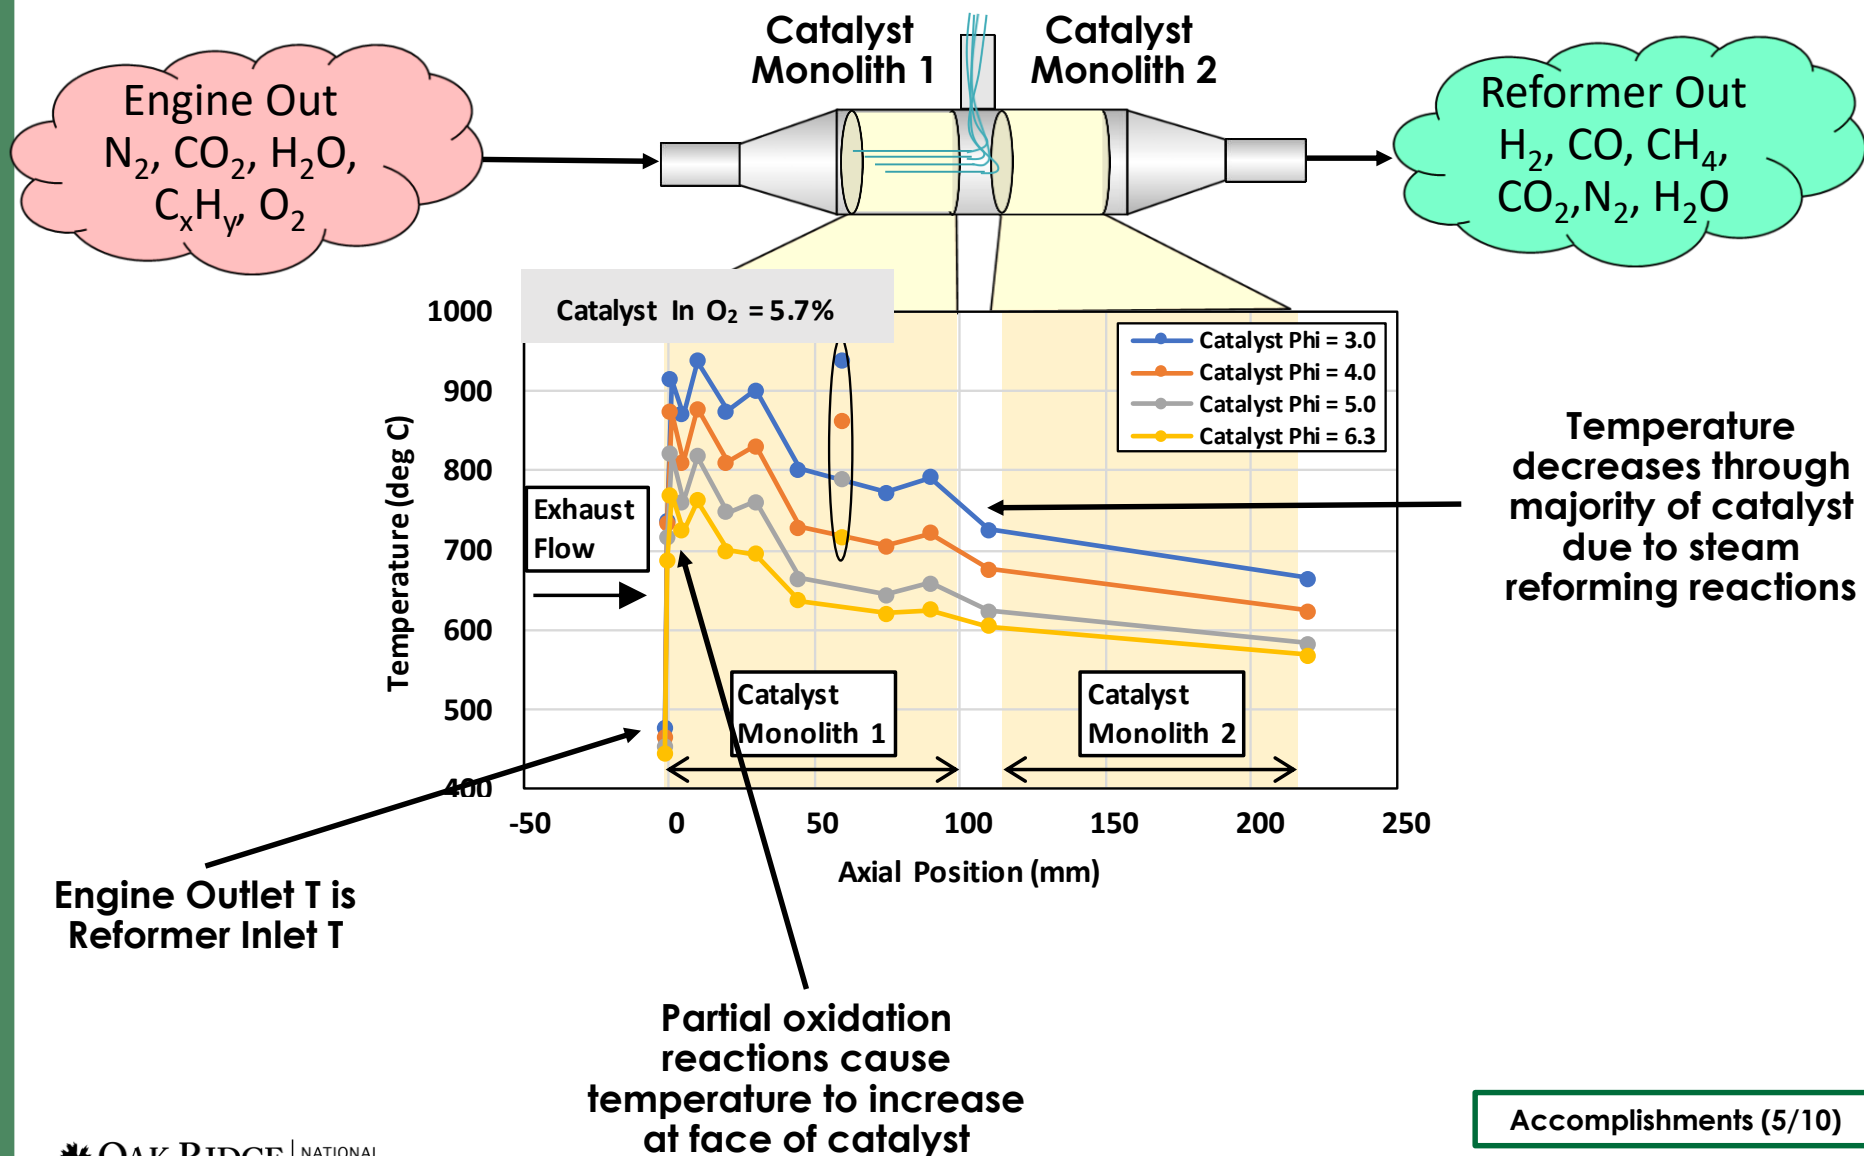 Catalyst
Monolith 1
Catalyst
Monolith 2
Engine Out
N₂, CO₂, H₂O,
CₓHᵧ, O₂
Reformer Out
H₂, CO, CH₄,
CO₂,N₂, H₂O
Catalyst In O₂ = 5.7%
1000
900
800
700
600
500
400
Temperature (deg C)
Catalyst Phi = 3.0
Catalyst Phi = 4.0
Catalyst Phi = 5.0
Catalyst Phi = 6.3
Exhaust
Flow
Temperature
decreases through
majority of catalyst
due to steam
reforming reactions
Catalyst
Monolith 1
Catalyst
Monolith 2
-50 0 50 100 150 200 250
Axial Position (mm)
Engine Outlet T is
Reformer Inlet T
Partial oxidation
reactions cause
temperature to increase
at face of catalyst
Accomplishments (5/10)
OAK RIDGE NATIONAL